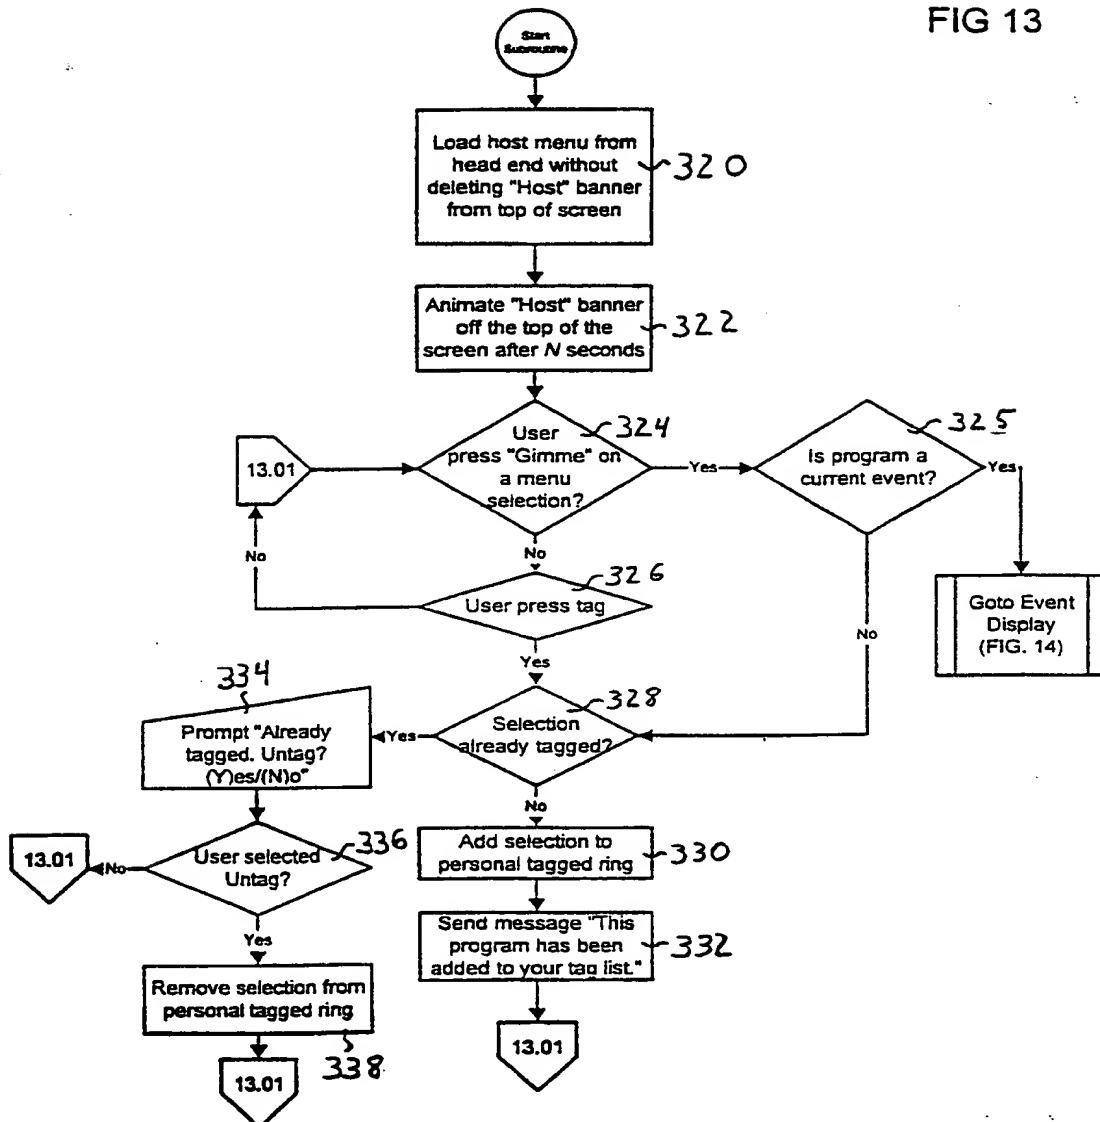 FIG 13
Start
Subroutine
Load host menu from
head end without
deleting "Host" banner
from top of screen
320
Animate "Host" banner
off the top of the
screen after N seconds
322
User
press "Gimme" on
a menu
selection?
324
13.01
Yes
Is program a
current event?
325
Yes
No
No
User press tag
326
Goto Event
Display
(FIG. 14)
No
Yes
334
Prompt "Already
tagged. Untag?
(Y)es/(N)o"
Yes
Selection
already tagged?
328
No
13.01
No
User selected
Untag?
336
Add selection to
personal tagged ring
330
Yes
Send message "This
program has been
added to your tag list."
332
Remove selection from
personal tagged ring
338
13.01
13.01